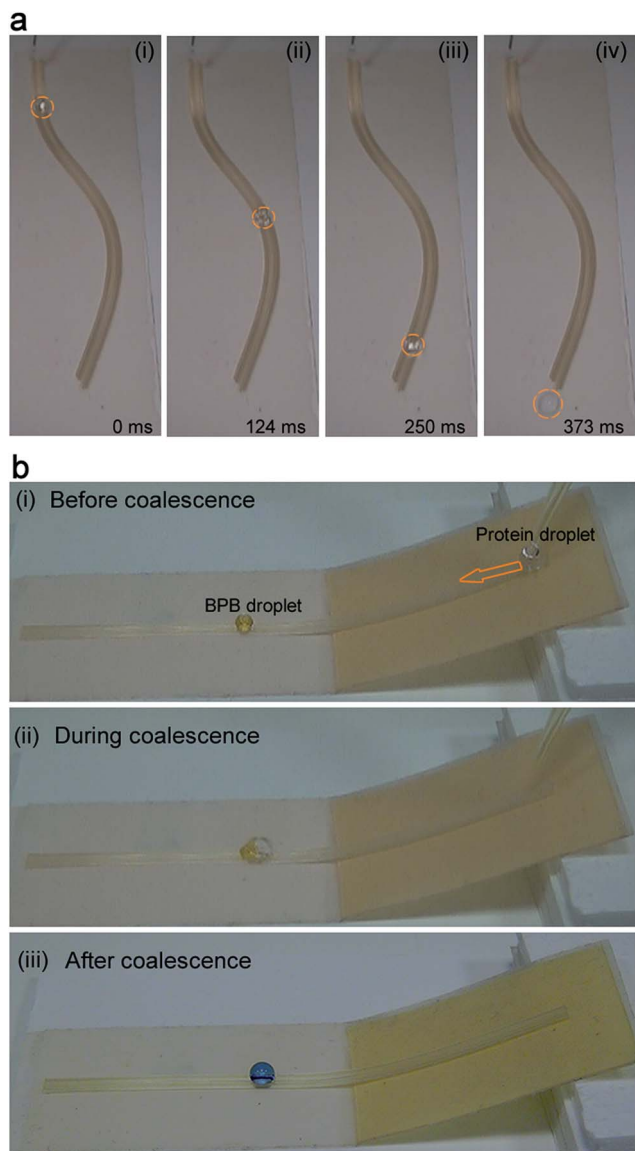 a
(i)
(ii)
(iii)
(iv)
0 ms
124 ms
250 ms
373 ms
b
(i) Before coalescence
Protein droplet
BPB droplet
(ii) During coalescence
(iii) After coalescence